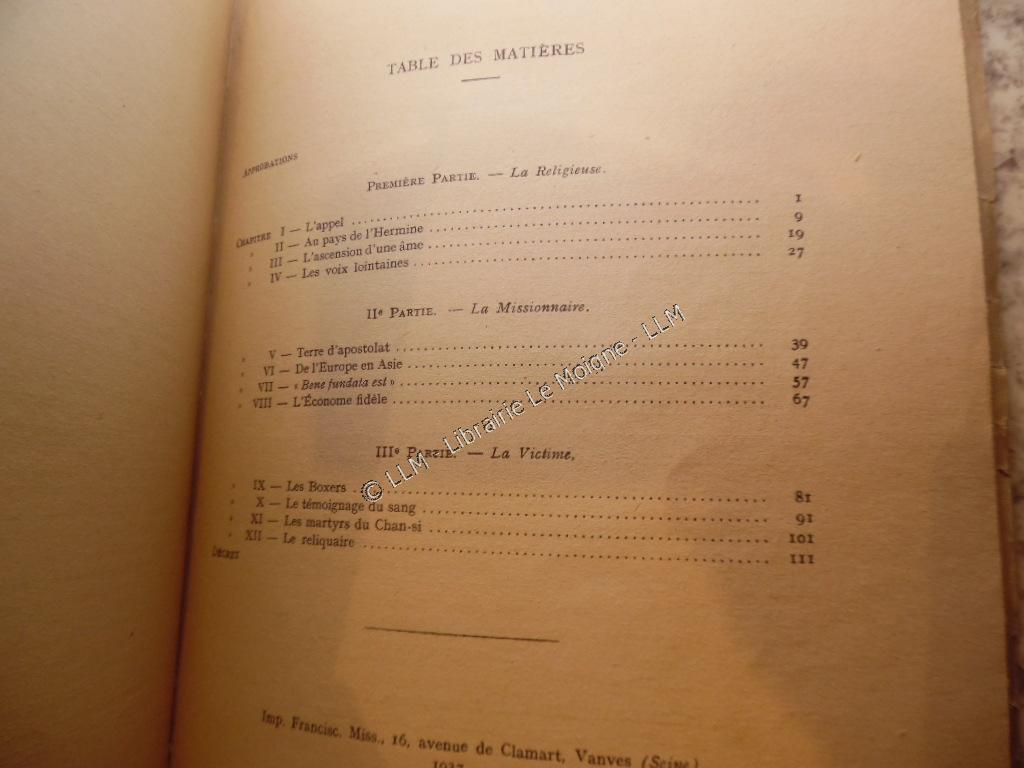 TABLE DES MATIÈRES
APPROBATIONS
PREMIÈRE PARTIE. — La Religieuse.
CHAPITRE I — L'appel ........ 1
" II — Au pays de l'Hermine ........ 9
" III — L'ascension d'une âme ........ 19
" IV — Les voix lointaines ........ 27
IIe PARTIE. — La Missionnaire.
" V — Terre d'apostolat ........ 39
" VI — De l'Europe en Asie ........ 47
" VII — « Bene fundata est » ........ 57
" VIII — L'Économe fidèle ........ 67
IIIe PARTIE. — La Victime.
" IX — Les Boxers ........ 81
" X — Le témoignage du sang ........ 91
" XI — Les martyrs du Chan-si ........ 101
" XII — Le reliquaire ........ 111
DÉCRET
Imp. Francisc. Miss., 16, avenue de Clamart, Vanves (Seine)
© LLM - Librairie Le Moigne - LLM